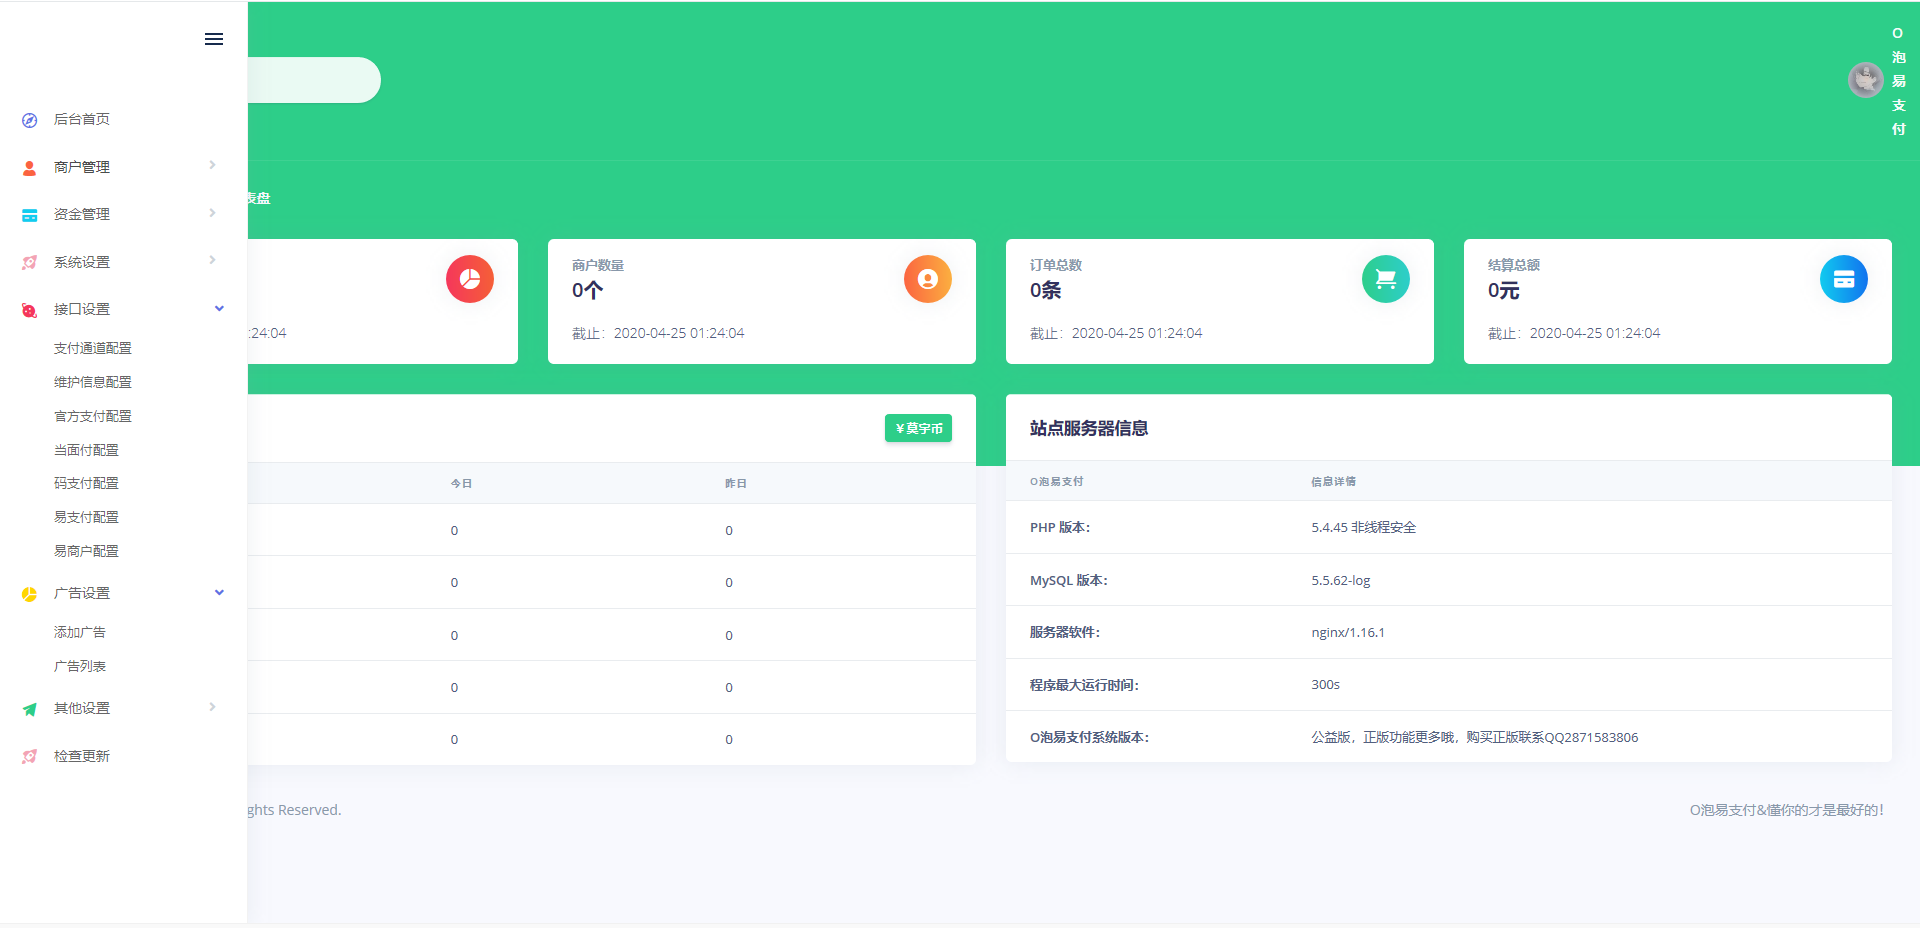 后台首页
商户管理
资金管理
系统设置
接口设置
支付通道配置
维护信息配置
官方支付配置
当面付配置
码支付配置
易支付配置
易商户配置
广告设置
添加广告
广告列表
其他设置
检查更新
O
泡
易
支
付
表盘
:24:04
商户数量
0个
截止：2020-04-25 01:24:04
订单总数
0条
截止：2020-04-25 01:24:04
结算总额
0元
截止：2020-04-25 01:24:04
￥莫宇币
今日 昨日
0 0
0 0
0 0
0 0
0 0
站点服务器信息
O泡易支付 信息详情
PHP 版本： 5.4.45 非线程安全
MySQL 版本： 5.5.62-log
服务器软件： nginx/1.16.1
程序最大运行时间： 300s
O泡易支付系统版本： 公益版，正版功能更多哦，购买正版联系QQ2871583806
ghts Reserved.
O泡易支付&懂你的才是最好的！